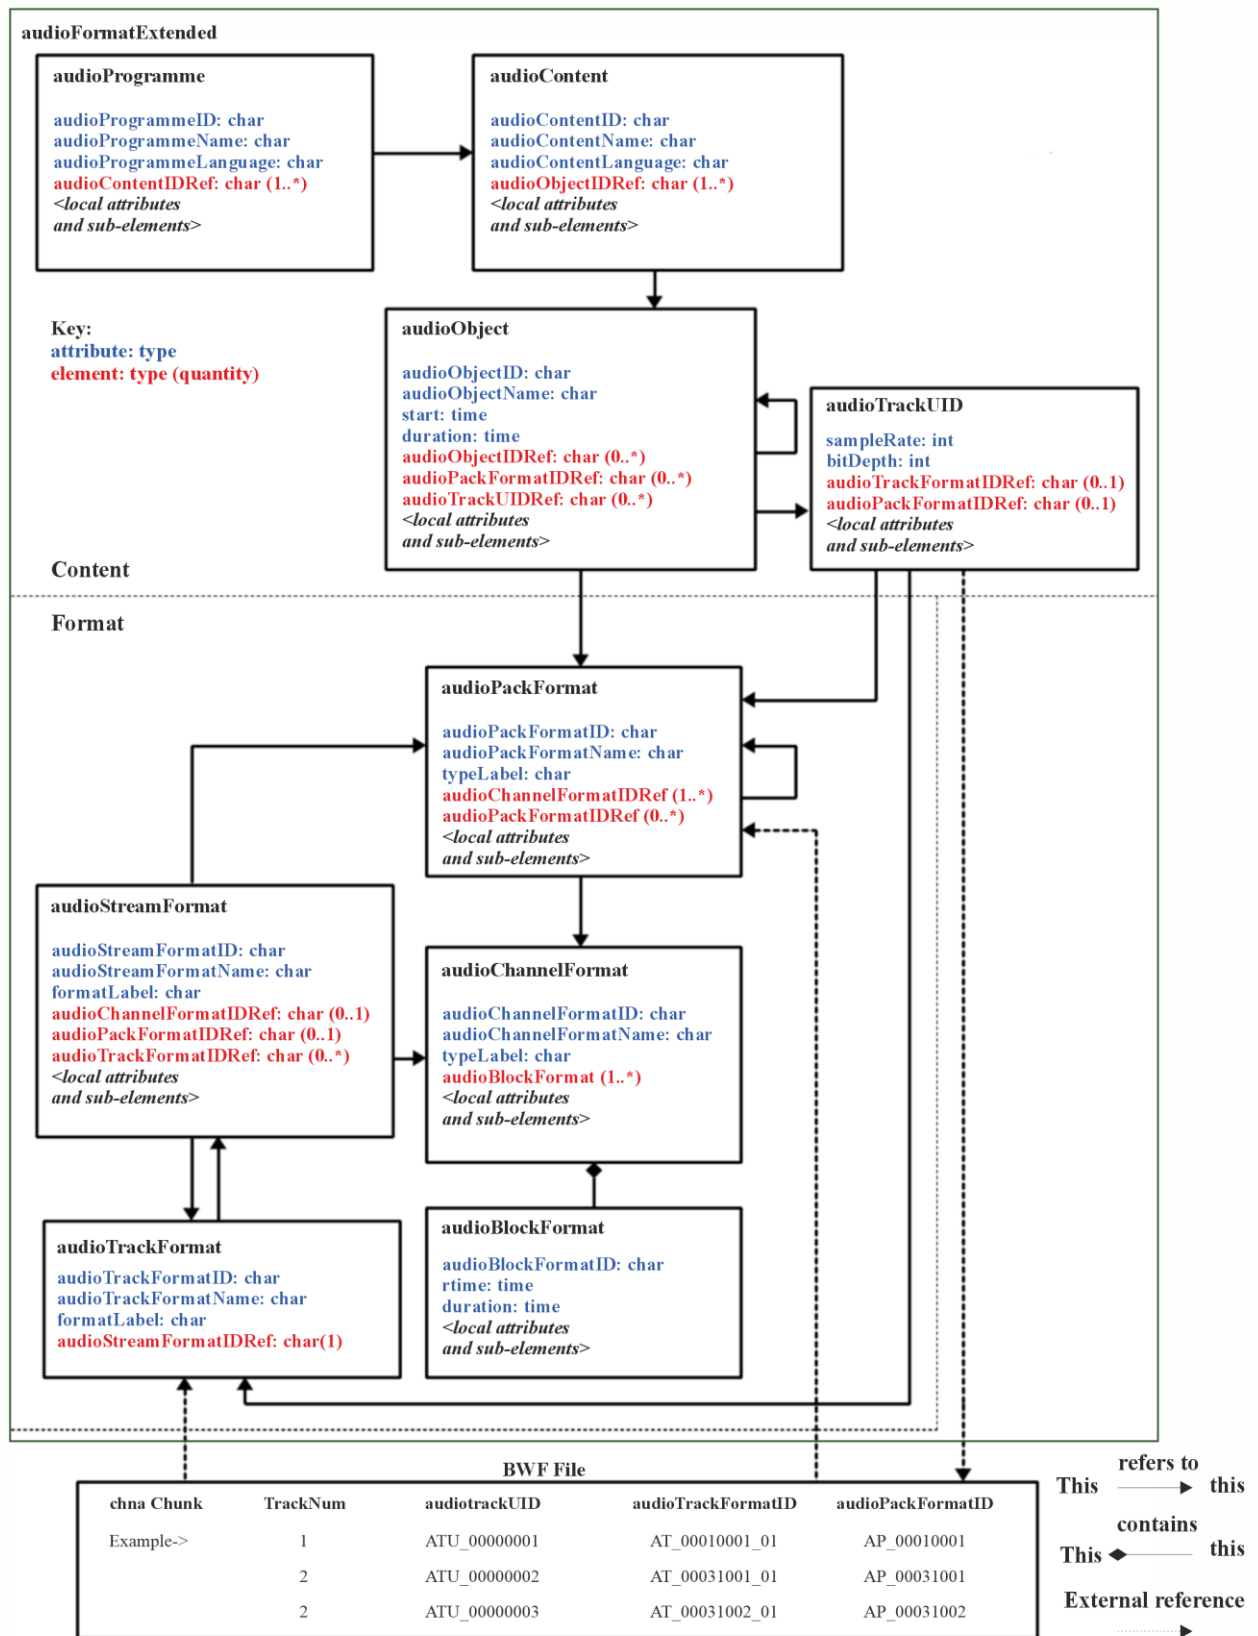 audioFormatExtended
audioProgramme
audioProgrammeID: char
audioProgrammeName: char
audioProgrammeLanguage: char
audioContentIDRef: char (1..*)
<local attributes
and sub-elements>
audioContent
audioContentID: char
audioContentName: char
audioContentLanguage: char
audioObjectIDRef: char (1..*)
<local attributes
and sub-elements>
Key:
attribute: type
element: type (quantity)
audioObject
audioObjectID: char
audioObjectName: char
start: time
duration: time
audioObjectIDRef: char (0..*)
audioPackFormatIDRef: char (0..*)
audioTrackUIDRef: char (0..*)
<local attributes
and sub-elements>
audioTrackUID
sampleRate: int
bitDepth: int
audioTrackFormatIDRef: char (0..1)
audioPackFormatIDRef: char (0..1)
<local attributes
and sub-elements>
Content
Format
audioPackFormat
audioPackFormatID: char
audioPackFormatName: char
typeLabel: char
audioChannelFormatIDRef (1..*)
audioPackFormatIDRef (0..*)
<local attributes
and sub-elements>
audioStreamFormat
audioStreamFormatID: char
audioStreamFormatName: char
formatLabel: char
audioChannelFormatIDRef: char (0..1)
audioPackFormatIDRef: char (0..1)
audioTrackFormatIDRef: char (0..*)
<local attributes
and sub-elements>
audioChannelFormat
audioChannelFormatID: char
audioChannelFormatName: char
typeLabel: char
audioBlockFormat (1..*)
<local attributes
and sub-elements>
audioTrackFormat
audioTrackFormatID: char
audioTrackFormatName: char
formatLabel: char
audioStreamFormatIDRef: char(1)
audioBlockFormat
audioBlockFormatID: char
rtime: time
duration: time
<local attributes
and sub-elements>
BWF File
chna Chunk TrackNum audiotrackUID audioTrackFormatID audioPackFormatID
Example-> 1 ATU_00000001 AT_00010001_01 AP_00010001
2 ATU_00000002 AT_00031001_01 AP_00031001
2 ATU_00000003 AT_00031002_01 AP_00031002
refers to
This this
contains
This this
External reference